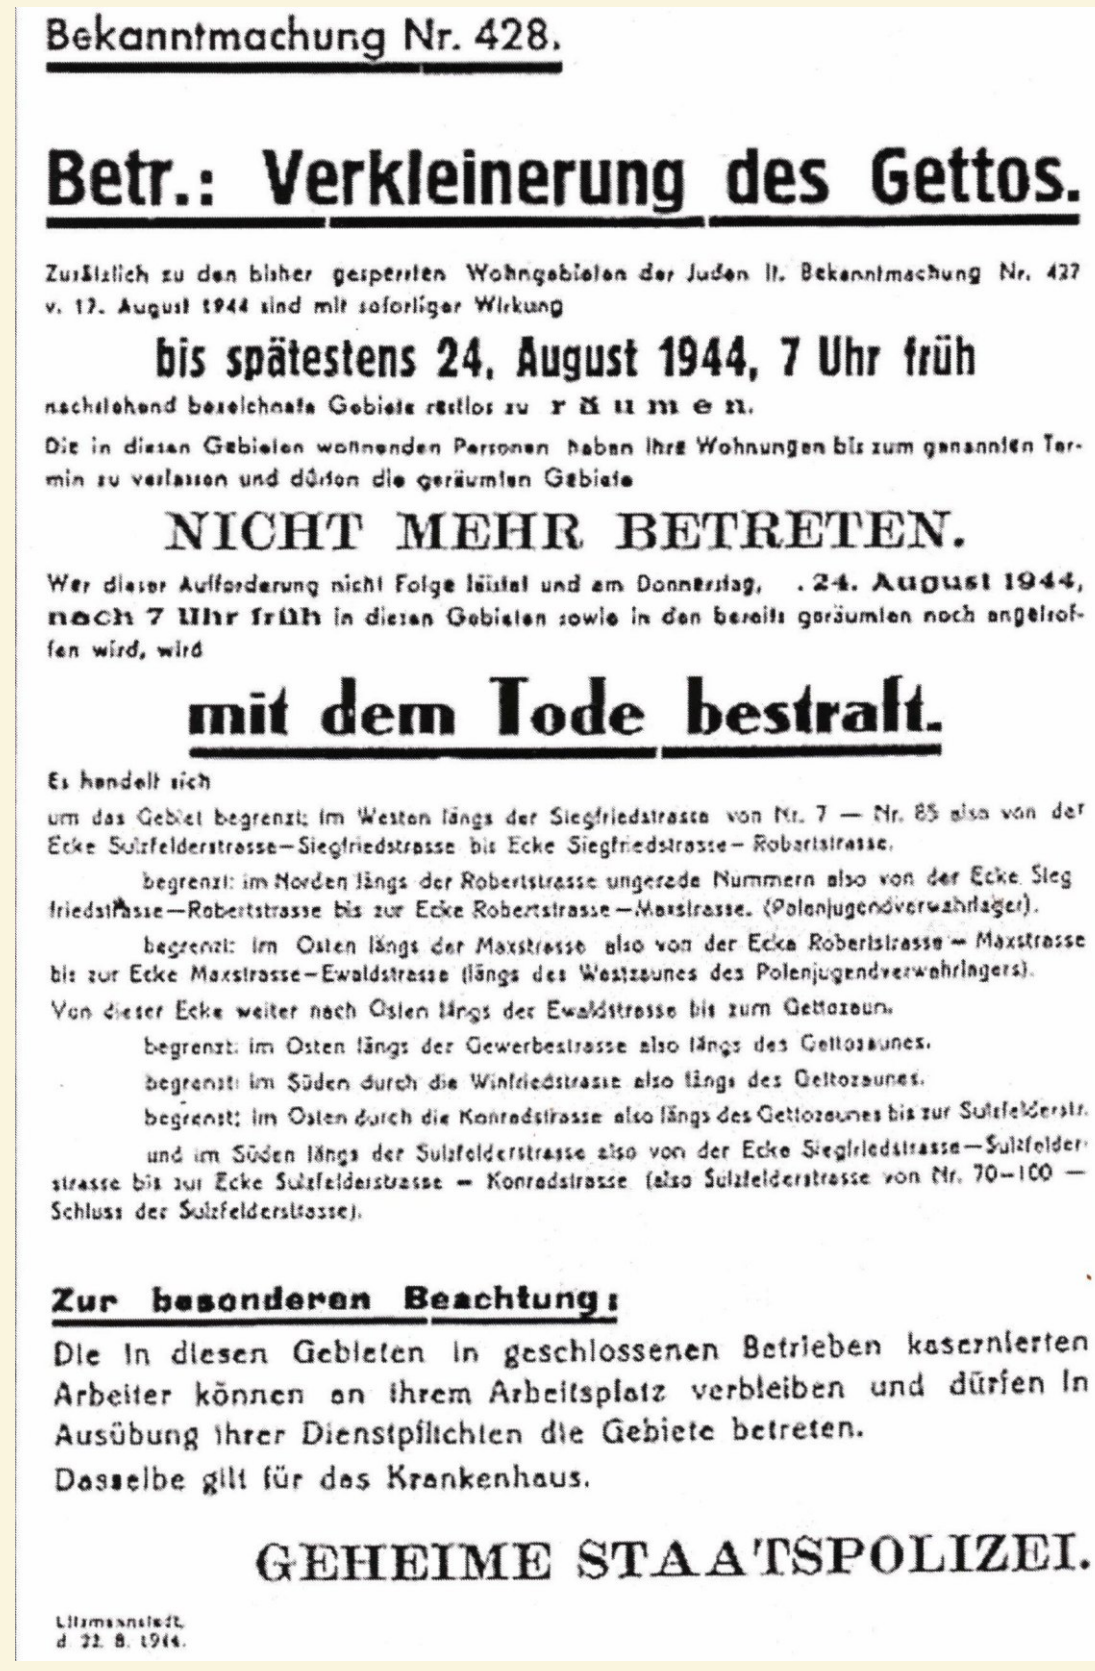 Bekanntmachung Nr. 428.
Betr.: Verkleinerung des Gettos.
Zusätzlich zu den bisher gesperrten Wohngebieten der Juden lt. Bekanntmachung Nr. 427
v. 17. August 1944 sind mit sofortiger Wirkung
bis spätestens 24. August 1944, 7 Uhr früh
nachstehend bezeichnete Gebiete restlos zu räumen.
Die in diesen Gebieten wohnenden Personen haben ihre Wohnungen bis zum genannten Ter-
min zu verlassen und dürfen die geräumten Gebiete
NICHT MEHR BETRETEN.
Wer dieser Aufforderung nicht Folge leistet und am Donnerstag, .24. August 1944,
nach 7 Uhr früh in diesen Gebieten sowie in den bereits geräumten noch angetrof-
fen wird, wird
mit dem Tode bestraft.
Es handelt sich
um das Gebiet begrenzt: im Westen längs der Siegfriedstrasse von Nr. 7 — Nr. 85 also von der
Ecke Sulzfelderstrasse—Siegfriedstrasse bis Ecke Siegfriedstrasse— Robertstrasse.
begrenzt: im Norden längs der Robertstrasse ungerade Nummern also von der Ecke Sieg
friedstrasse—Robertstrasse bis zur Ecke Robertstrasse—Maxstrasse. (Polenjugendverwahrlager).
begrenzt: im Osten längs der Maxstrasse also von der Ecke Robertstrasse — Maxstrasse
bis zur Ecke Maxstrasse—Ewaldstrasse (längs des Westzaunes des Polenjugendverwahrlagers).
Von dieser Ecke weiter nach Osten längs der Ewaldstrasse bis zum Gettozaun.
begrenzt: im Osten längs der Gewerbestrasse also längs des Gettozaunes.
begrenzt: im Süden durch die Winfriedstrasse also längs des Gettozaunes.
begrenzt: im Osten durch die Konradstrasse also längs des Gettozaunes bis zur Sulzfelderstr.
und im Süden längs der Sulzfelderstrasse also von der Ecke Siegfriedstrasse—Sulzfelder-
strasse bis zur Ecke Sulzfelderstrasse — Konradstrasse (also Sulzfelderstrasse von Nr. 70—100 —
Schluss der Sulzfelderstrasse).
Zur besonderen Beachtung:
Die in diesen Gebieten in geschlossenen Betrieben kasernierten
Arbeiter können an ihrem Arbeitsplatz verbleiben und dürfen in
Ausübung ihrer Dienstpflichten die Gebiete betreten.
Dasselbe gilt für das Krankenhaus.
GEHEIME STAATSPOLIZEI.
Litzmannstadt,
d. 22. 8. 1944.